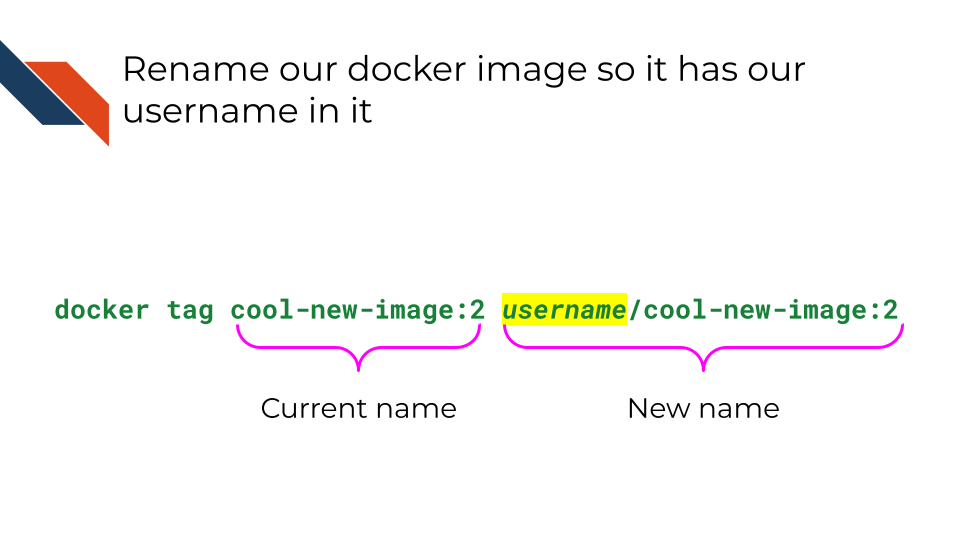 Rename our docker image so it has our
username in it
docker tag cool-new-image:2 username/cool-new-image:2
Current name
New name